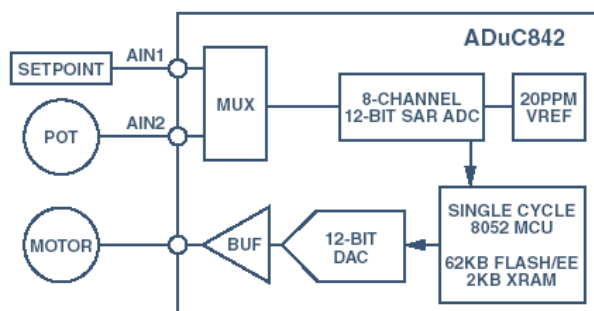 ADuC842
SETPOINT
AIN1
MUX
8-CHANNEL
12-BIT SAR ADC
20PPM
VREF
POT
AIN2
MOTOR
BUF
12-BIT
DAC
SINGLE CYCLE
8052 MCU
62KB FLASH/EE
2KB XRAM